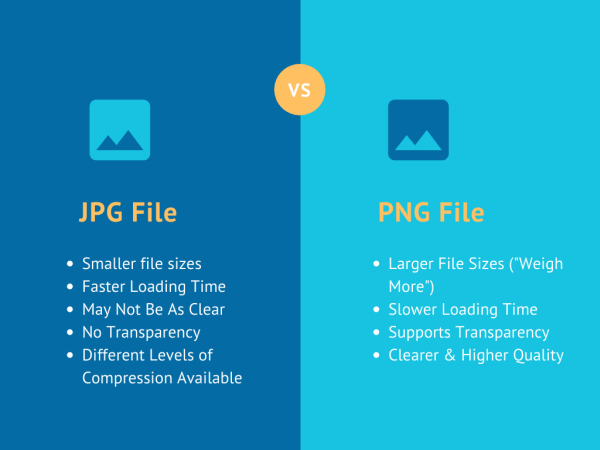 VS
JPG File
Smaller file sizes
Faster Loading Time
May Not Be As Clear
No Transparency
Different Levels of
Compression Available
PNG File
Larger File Sizes ("Weigh
More")
Slower Loading Time
Supports Transparency
Clearer & Higher Quality